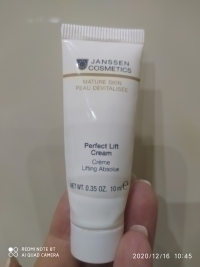 JANSSEN
COSMETICS
MATURE SKIN
PEAU DÉVITALISÉE
Perfect Lift
Cream
Crème
Lifting Absolue
NET WT. 0.35 OZ. 10 ml ℮
REDMI NOTE 8T
AI QUAD CAMERA
2020/12/16 10:45